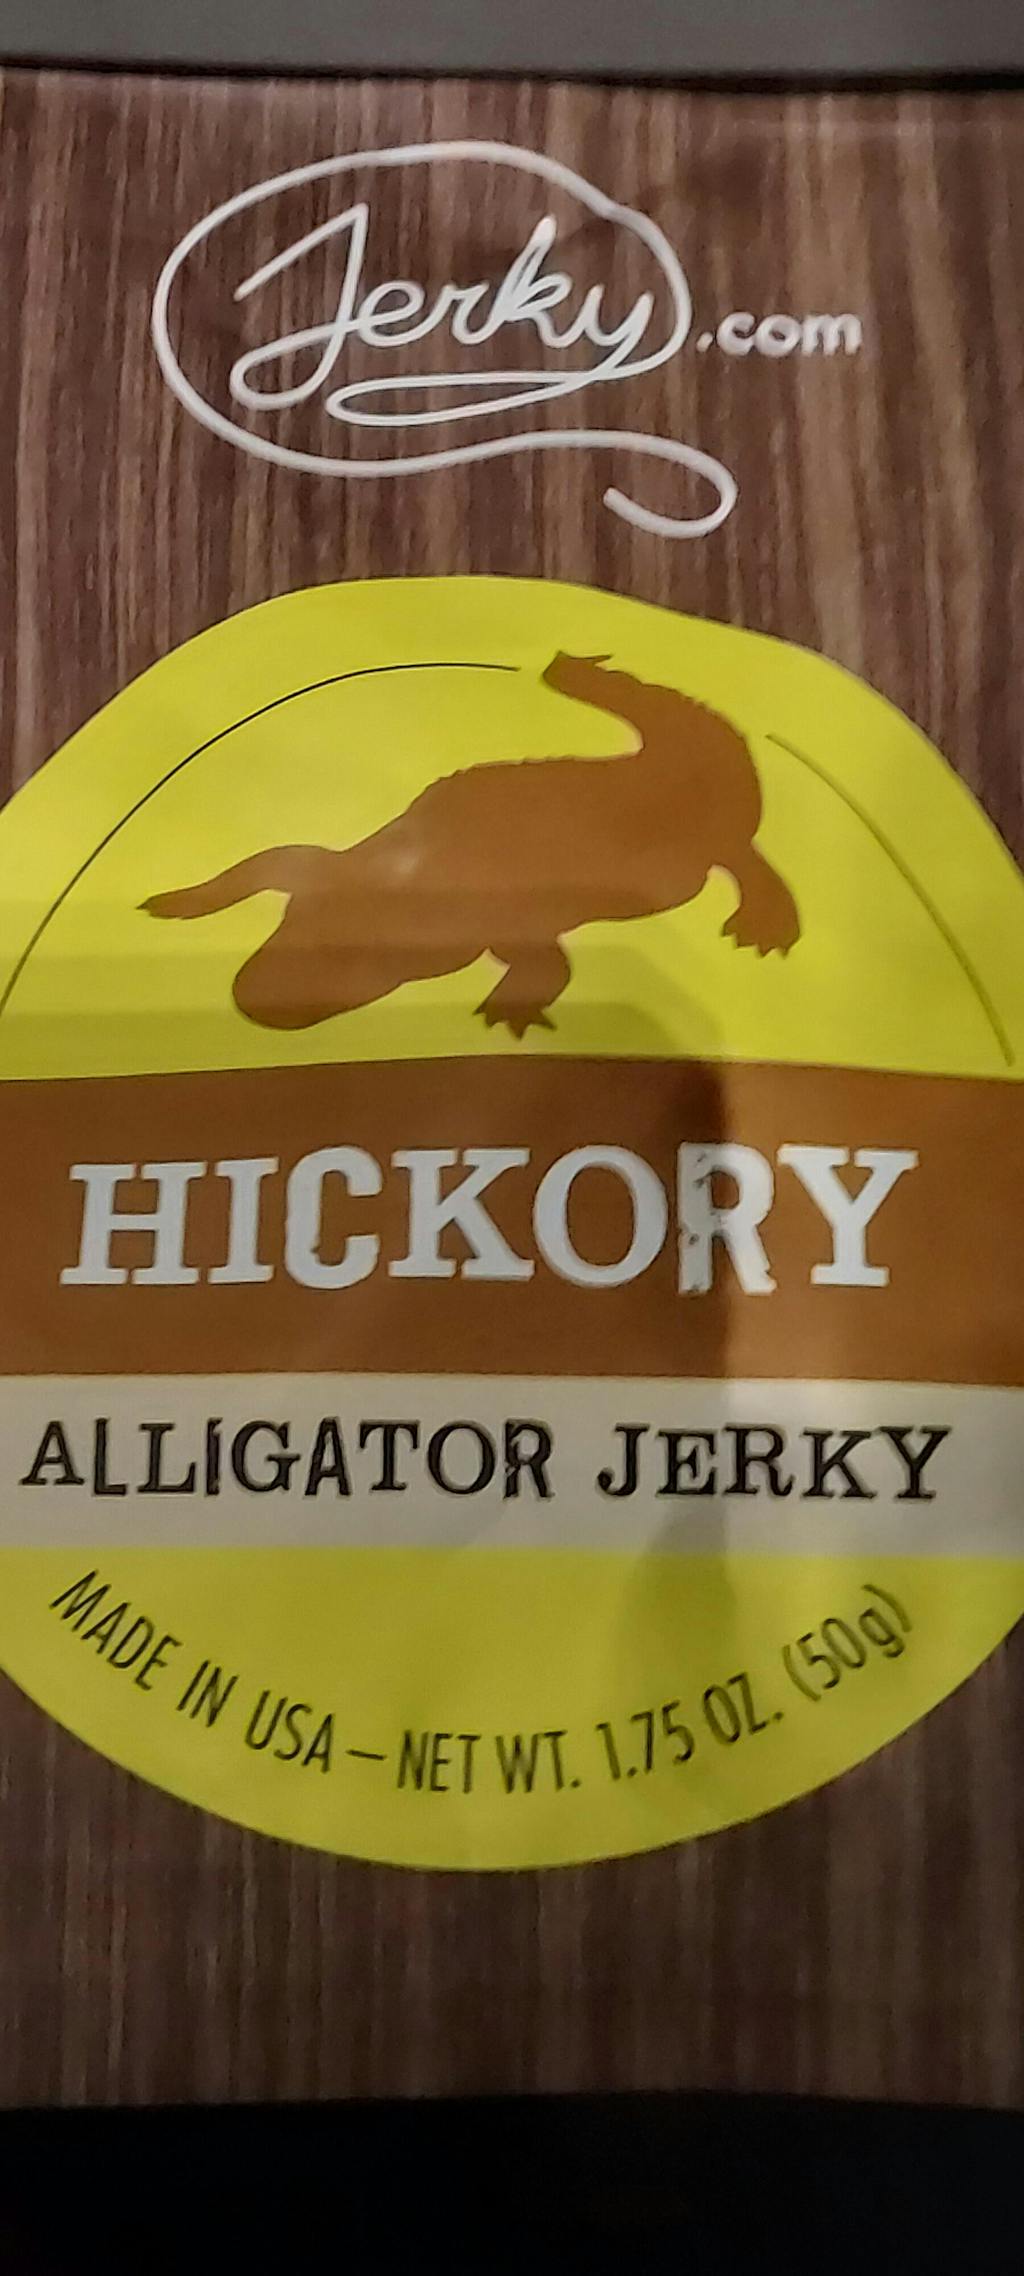 Jerky.com
HICKORY
ALLIGATOR JERKY
MADE IN USA – NET WT. 1.75 OZ. (50g)